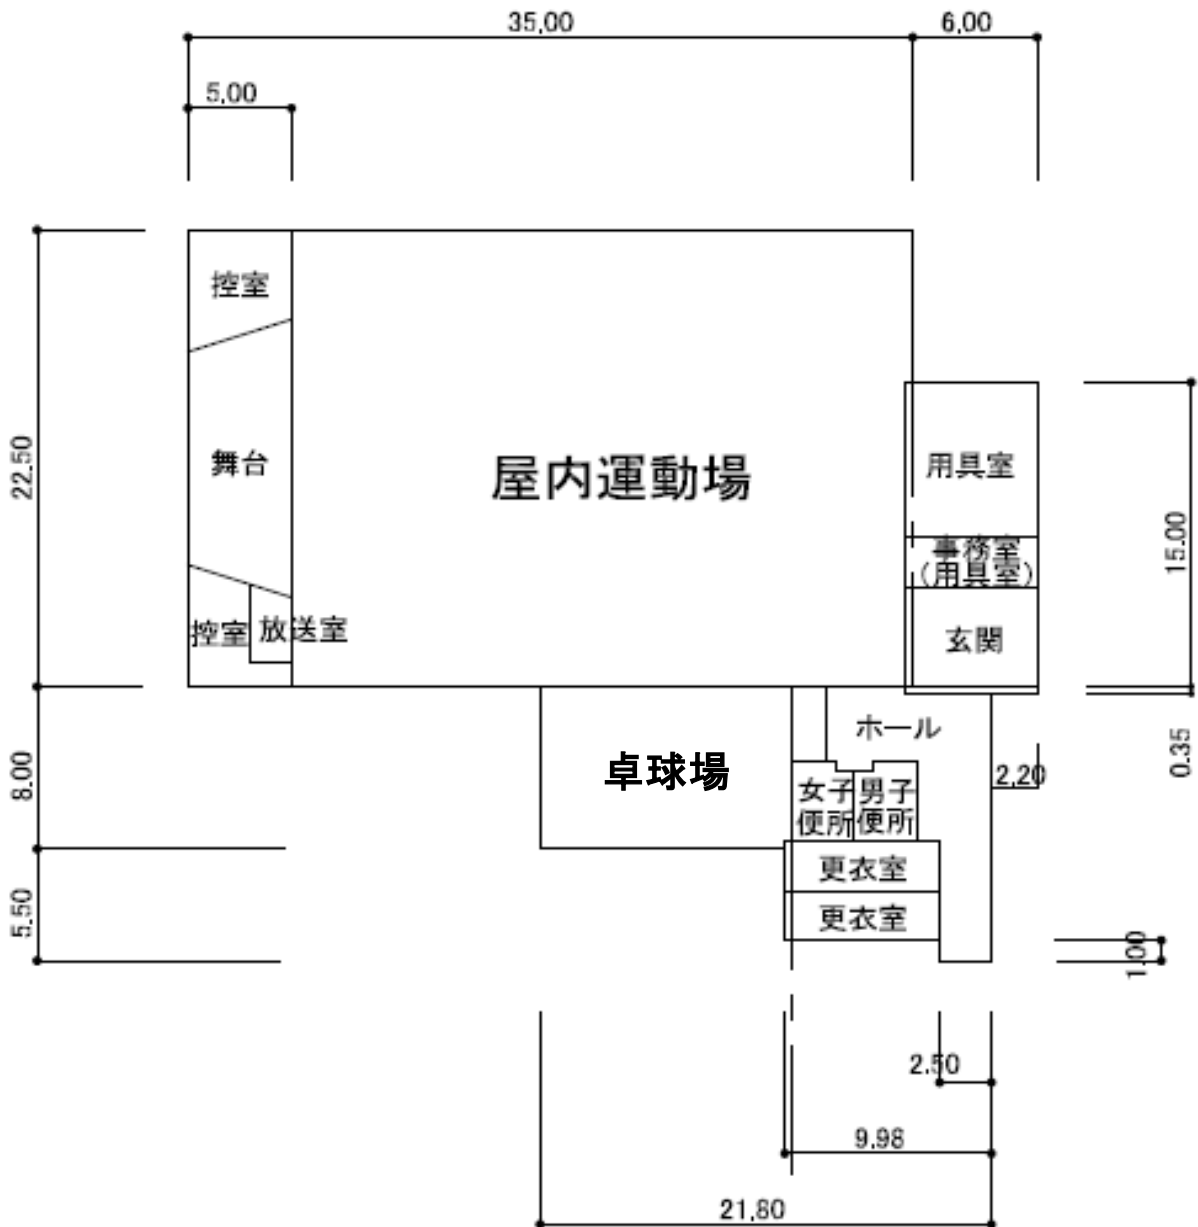 35.00
6.00
5.00
控室
22.50
舞台
屋内運動場
用具室
15.00
事務室
(用具室)
控室
放送室
玄関
ホール
0.35
8.00
卓球場
2.20
女子
便所
男子
便所
更衣室
5.50
更衣室
1.00
2.50
9.98
21.80